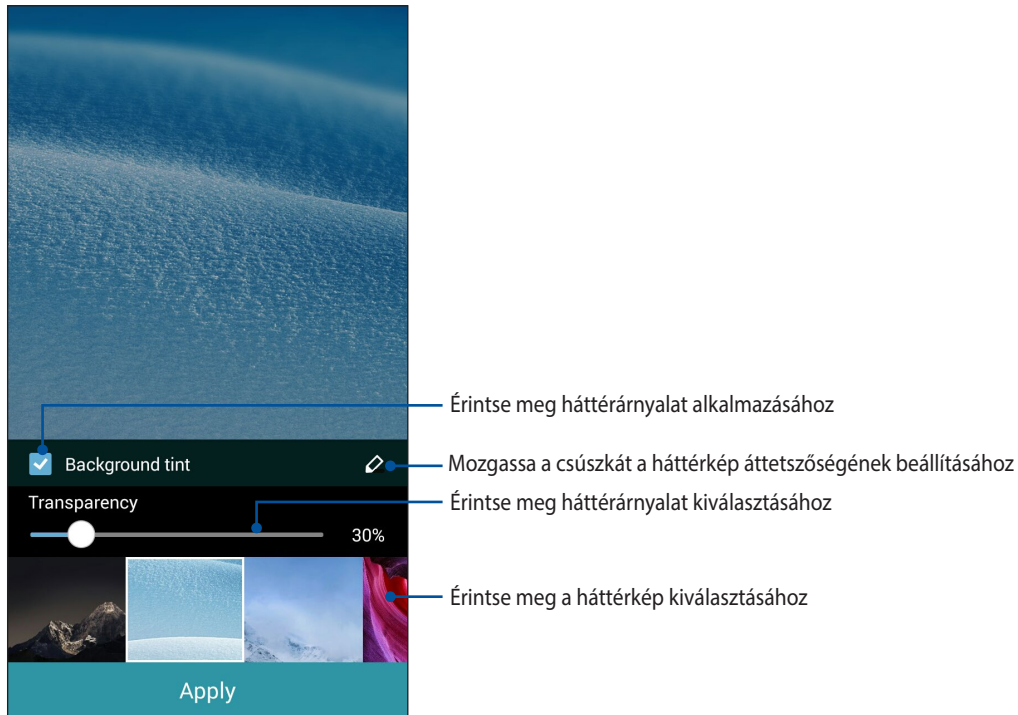 Érintse meg háttérárnyalat alkalmazásához
Background tint
Mozgassa a csúszkát a háttérkép áttetszőségének beállításához
Transparency
Érintse meg háttérárnyalat kiválasztásához
30%
Érintse meg a háttérkép kiválasztásához
Apply